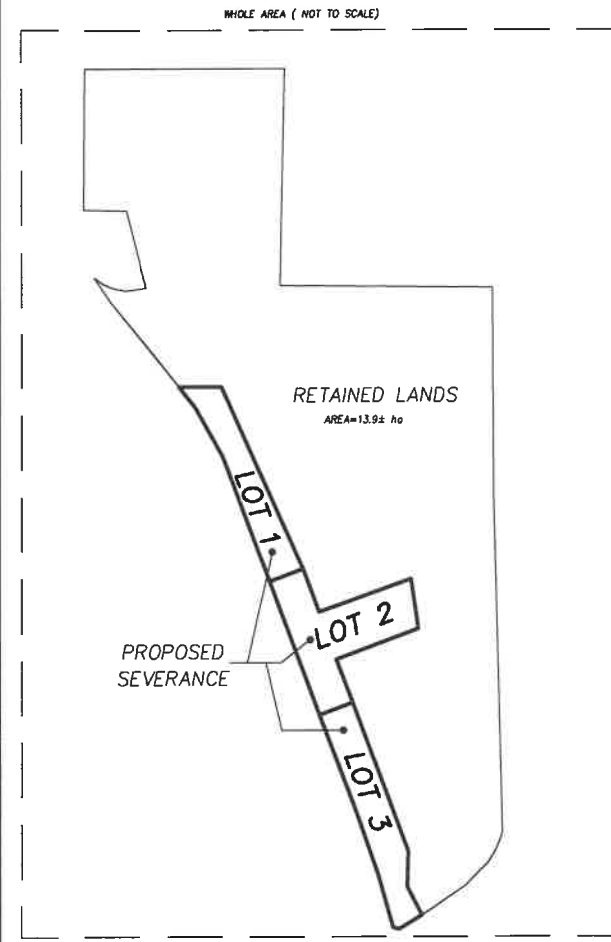 WHOLE AREA ( NOT TO SCALE)
RETAINED LANDS
AREA=13.9± ha
LOT 1
LOT 2
PROPOSED
SEVERANCE
LOT 3